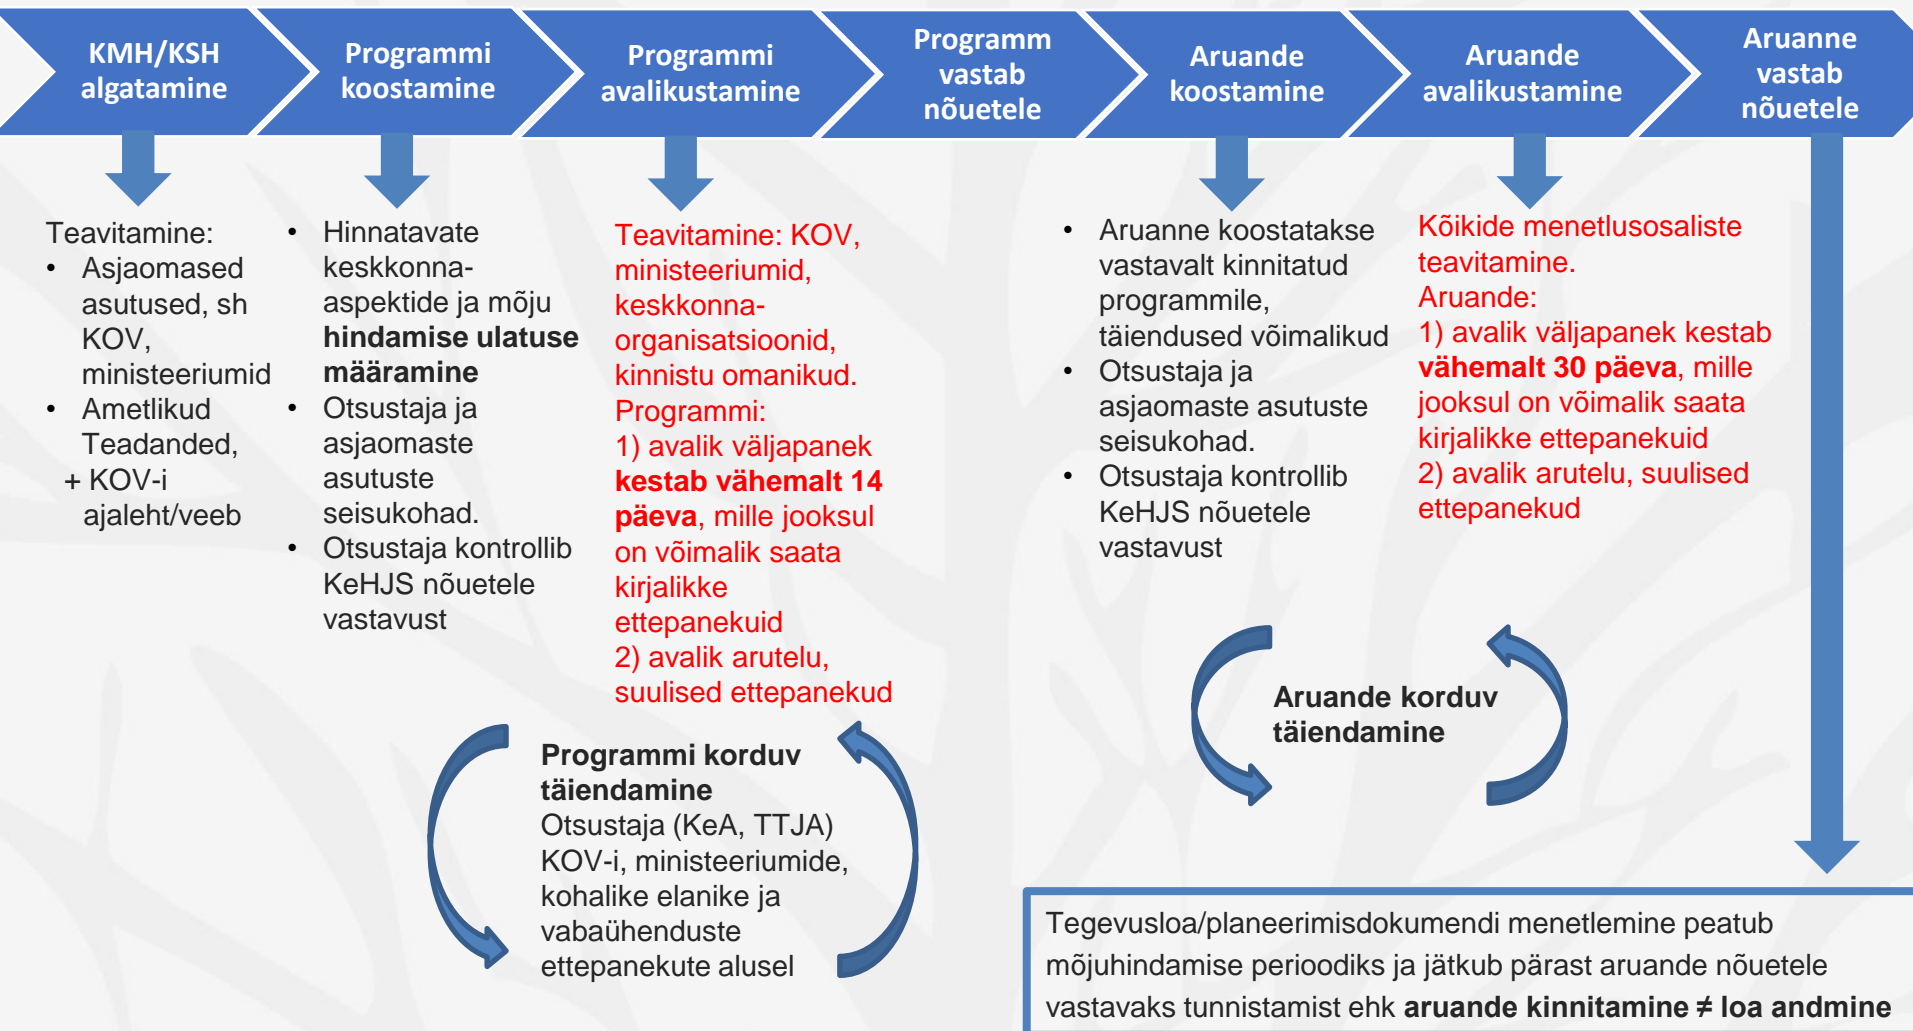 KMH/KSH
algatamine
Programmi
koostamine
Programmi
avalikustamine
Programm
vastab
nõuetele
Aruande
koostamine
Aruande
avalikustamine
Aruanne
vastab
nõuetele
Teavitamine:
• Asjaomased
asutused, sh
KOV,
ministeeriumid
• Ametlikud
Teadanded,
+ KOV-i
ajaleht/veeb
• Hinnatavate
keskkonna-
aspektide ja mõju
hindamise ulatuse
määramine
• Otsustaja ja
asjaomaste
asutuste
seisukohad.
• Otsustaja kontrollib
KeHJS nõuetele
vastavust
Teavitamine: KOV,
ministeeriumid,
keskkonna-
organisatsioonid,
kinnistu omanikud.
Programmi:
1) avalik väljapanek
kestab vähemalt 14
päeva, mille jooksul
on võimalik saata
kirjalikke
ettepanekuid
2) avalik arutelu,
suulised ettepanekud
Programmi korduv
täiendamine
Otsustaja (KeA, TTJA)
KOV-i, ministeeriumide,
kohalike elanike ja
vabaühenduste
ettepanekute alusel
• Aruanne koostatakse
vastavalt kinnitatud
programmile,
täiendused võimalikud
• Otsustaja ja
asjaomaste asutuste
seisukohad.
• Otsustaja kontrollib
KeHJS nõuetele
vastavust
Kõikide menetlusosaliste
teavitamine.
Aruande:
1) avalik väljapanek kestab
vähemalt 30 päeva, mille
jooksul on võimalik saata
kirjalikke ettepanekuid
2) avalik arutelu, suulised
ettepanekud
Aruande korduv
täiendamine
Tegevusloa/planeerimisdokumendi menetlemine peatub
mõjuhindamise perioodiks ja jätkub pärast aruande nõuetele
vastavaks tunnistamist ehk aruande kinnitamine ≠ loa andmine